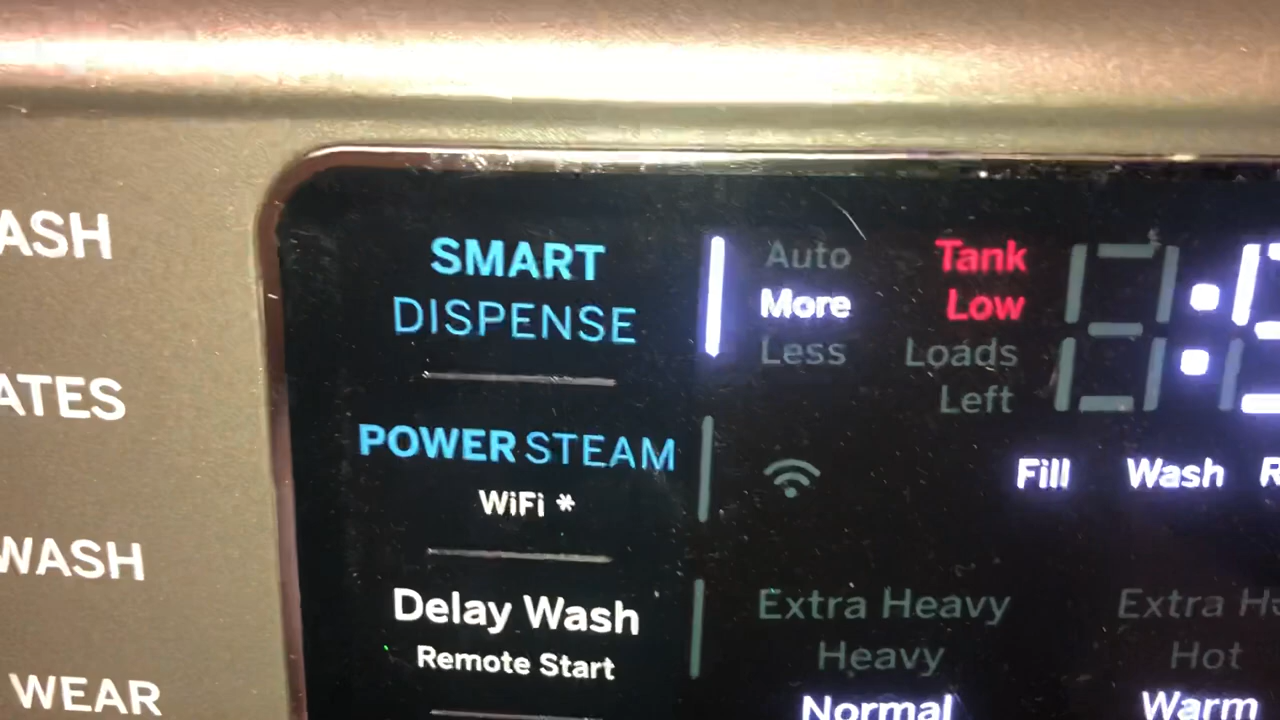 ASH
ATES
WASH
WEAR
SMART
DISPENSE
POWER STEAM
WiFi *
Delay Wash
Remote Start
Auto
More
Less
Tank
Low
Loads
Left
Fill Wash R
Extra Heavy
Heavy
Normal
Extra H
Hot
Warm